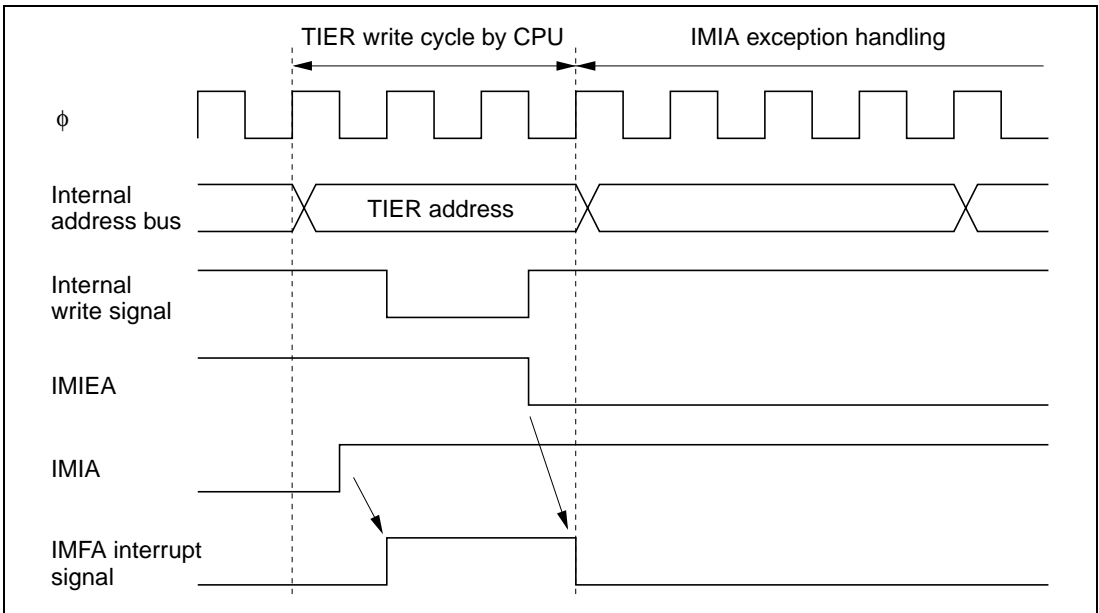 TIER write cycle by CPU
IMIA exception handling
ϕ
Internal
address bus
TIER address
Internal
write signal
IMIEA
IMIA
IMFA interrupt
signal